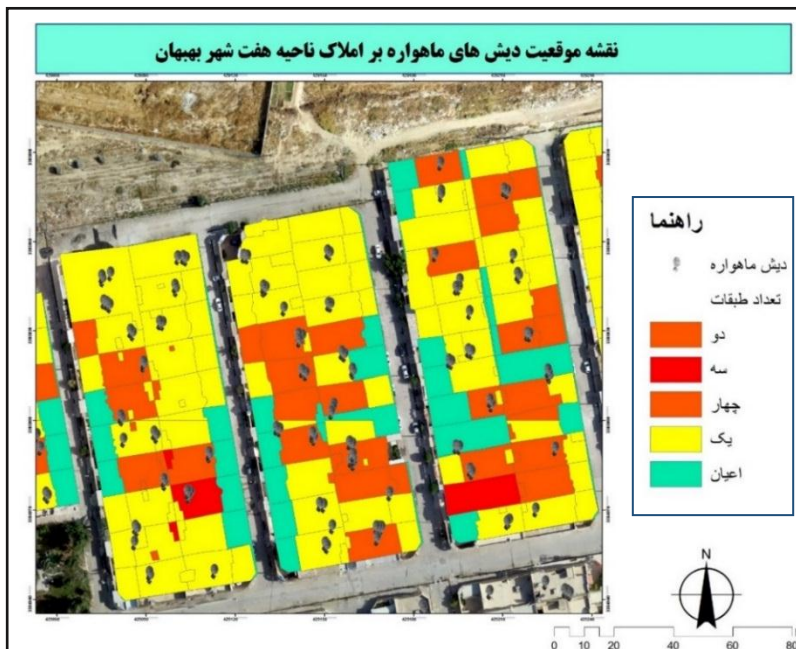 نقشه موقعیت دیش های ماهواره بر املاک ناحیه هفت شهر بهبهان
راهنما
دیش ماهواره
تعداد طبقات
دو
سه
چهار
یک
اعیان
N
0 10 20 40 60 80